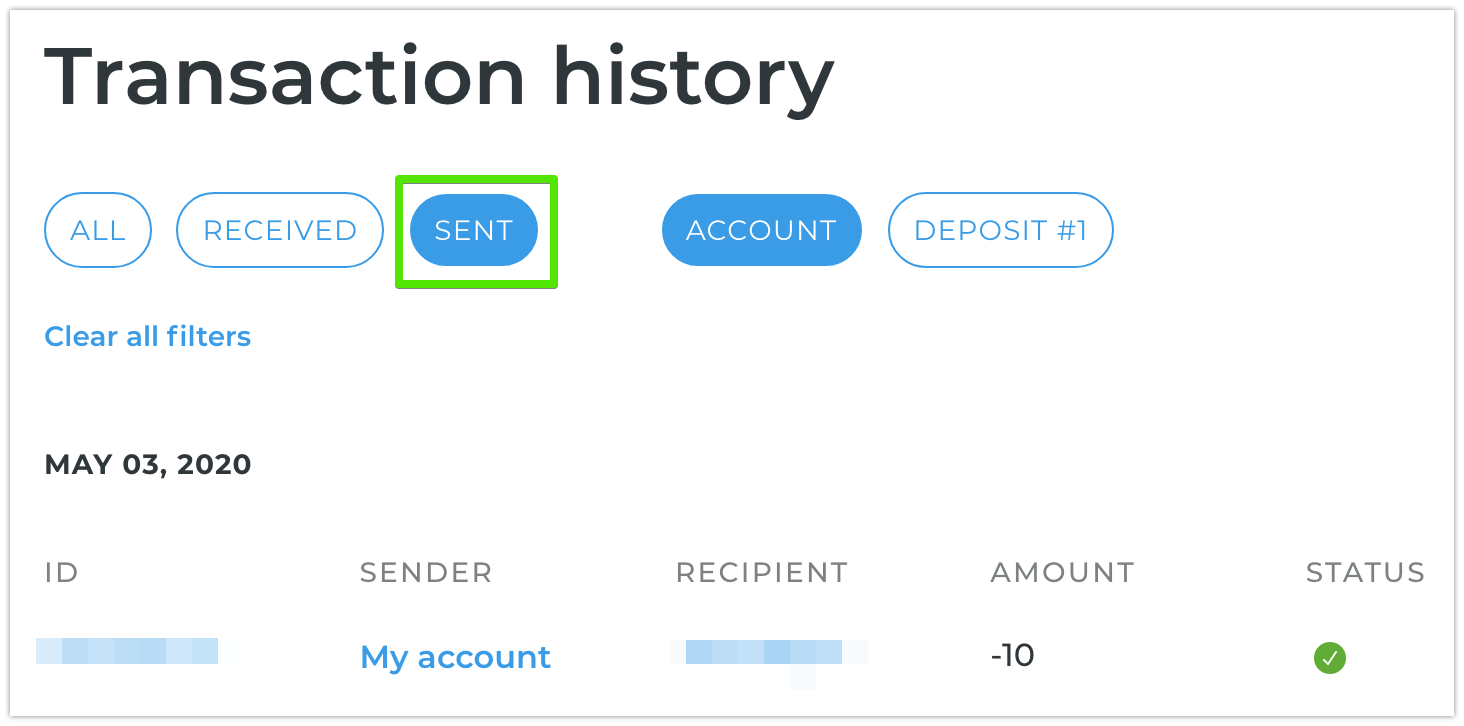 Transaction history
ALL RECEIVED SENT ACCOUNT DEPOSIT #1
Clear all filters
MAY 03, 2020
ID SENDER RECIPIENT AMOUNT STATUS
My account -10